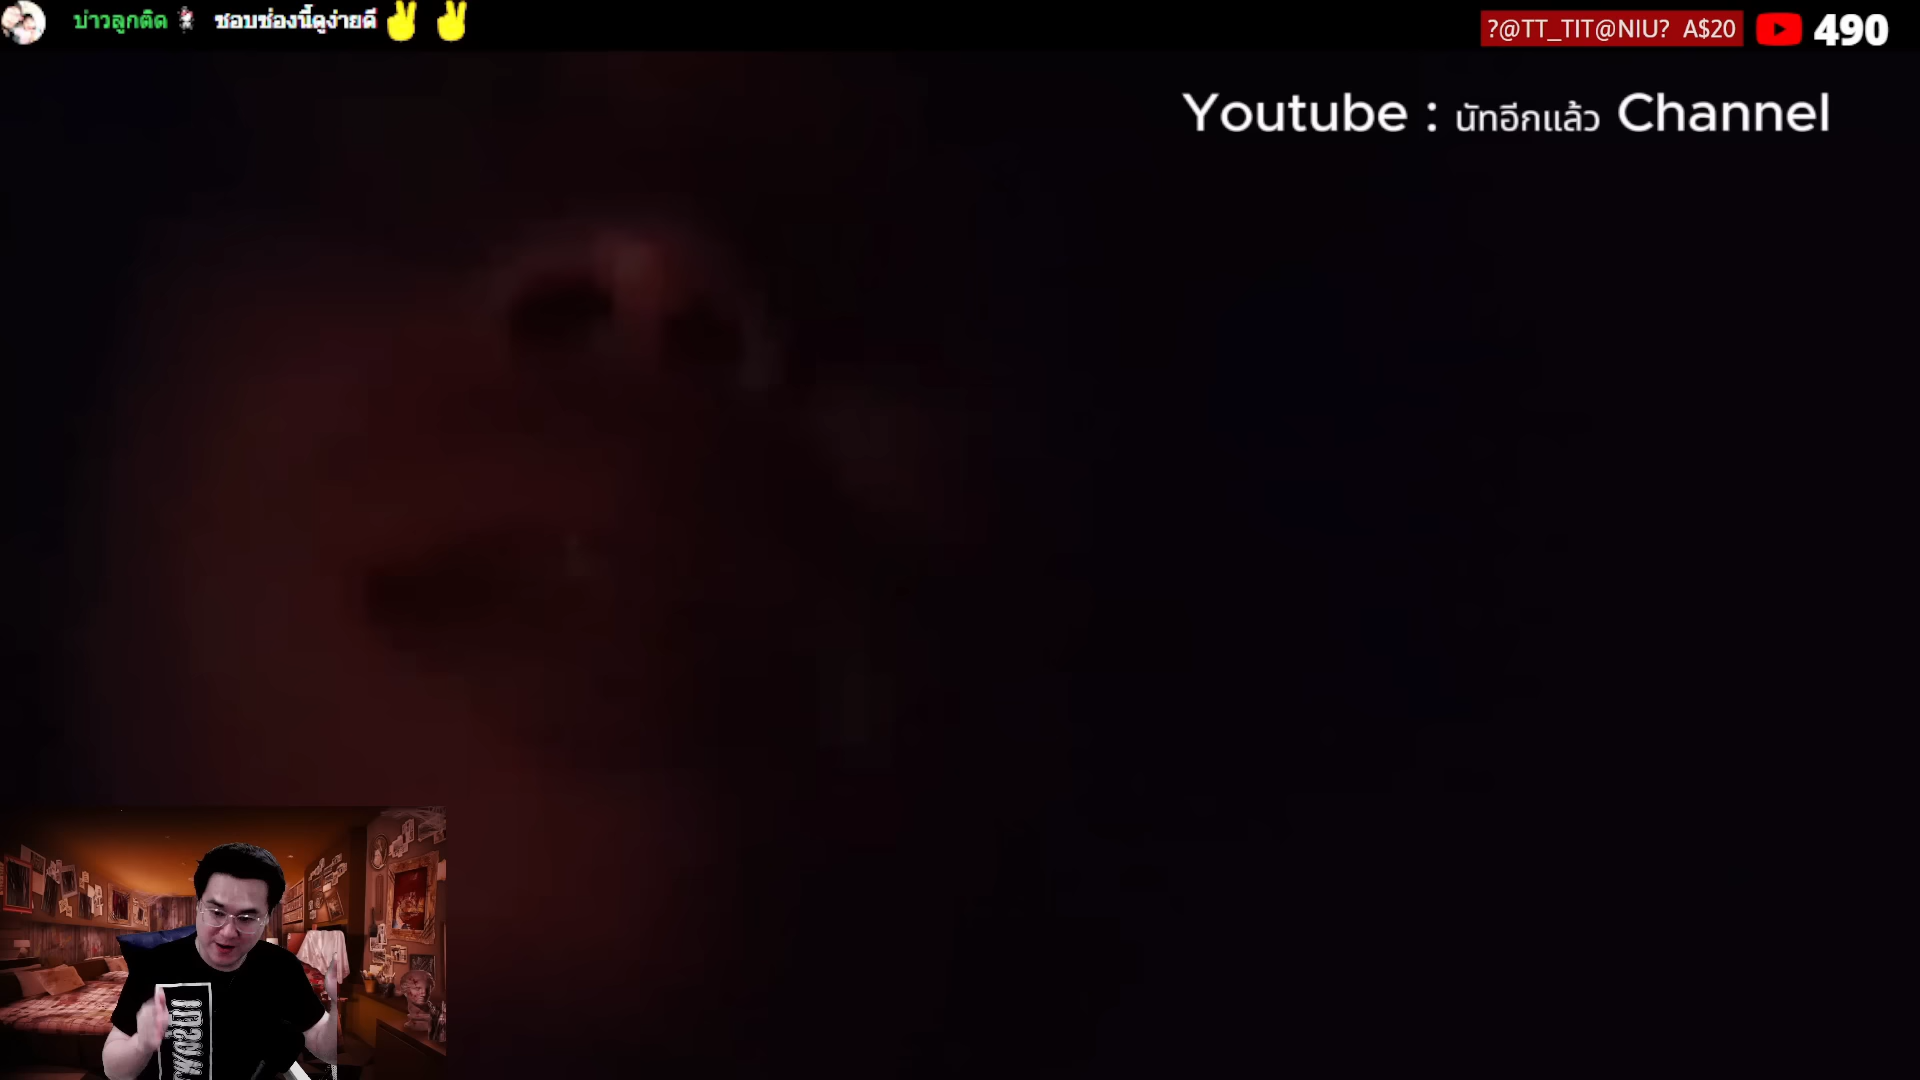 บ่าวลูกติด ชอบช่องนี้ดูง่ายดี ✌ ✌
?@TT_TIT@NIU? A$20 490
Youtube : นัทอีกแล้ว Channel